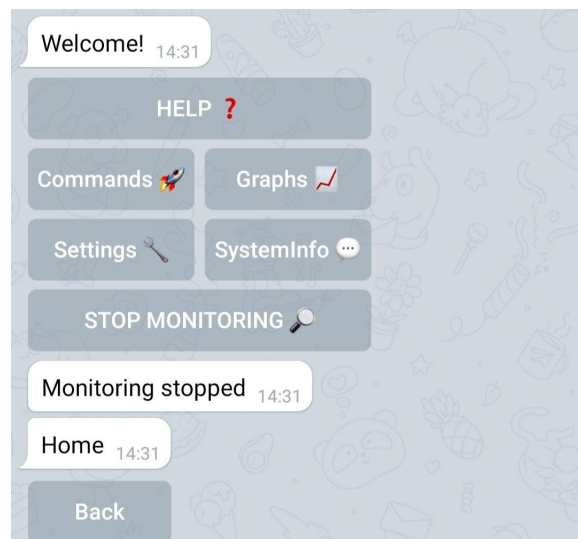 Welcome! 14:31
HELP ❓
Commands 🚀 Graphs 📈
Settings 🔧 SystemInfo 💬
STOP MONITORING 🔎
Monitoring stopped 14:31
Home 14:31
Back